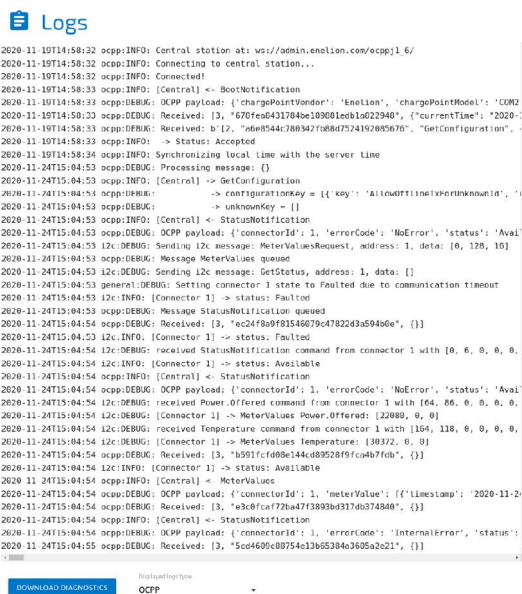 Logs
2020-11-19T14:58:32 ocpp:INFO: Central station at: ws://admin.enelion.com/ocppj1_6/
2020-11-19T14:58:32 ocpp:INFO: Connecting to central station...
2020-11-19T14:58:32 ocpp:INFO: Connected!
2020-11-19T14:58:33 ocpp:INFO: [Central] <- BootNotification
2020-11-19T14:58:33 ocpp:DEBUG: OCPP payload: {'chargePointVendor': 'Enelion', 'chargePointModel': 'COM2
2020-11-19T14:58:33 ocpp:DEBUG: Received: [3, "678fea8431784be189081edb1a822948", {"currentTime": "2020-
2020-11-19T14:58:33 ocpp:DEBUG: Received: b'[2, "a6e8544c780342fb88d7524192085676", "GetConfiguration",
2020-11-19T14:58:33 ocpp:INFO: -> Status: Accepted
2020-11-19T14:58:34 ocpp:INFO: Synchronizing local time with the server time
2020-11-24T15:04:53 ocpp:DEBUG: Processing message: {}
2020-11-24T15:04:53 ocpp:INFO: [Central] -> GetConfiguration
2020-11-24T15:04:53 ocpp:DEBUG: -> configurationKey = [{'key': 'AllowOfflineTxForUnknownId',
2020-11-24T15:04:53 ocpp:DEBUG: -> unknownKey = []
2020-11-24T15:04:53 ocpp:INFO: [Central] <- StatusNotification
2020-11-24T15:04:53 ocpp:DEBUG: OCPP payload: {'connectorId': 1, 'errorCode': 'NoError', 'status': 'Avai
2020-11-24T15:04:53 i2c:DEBUG: Sending i2c message: MeterValuesRequest, address: 1, data: [0, 128, 16]
2020-11-24T15:04:53 ocpp:DEBUG: Message MeterValues queued
2020-11-24T15:04:53 i2c:DEBUG: Sending i2c message: GetStatus, address: 1, data: []
2020-11-24T15:04:53 general:DEBUG: Setting connector 1 state to Faulted due to communication timeout
2020-11-24T15:04:53 i2c:INFO: [Connector 1] -> status: Faulted
2020-11-24T15:04:53 ocpp:DEBUG: Message StatusNotification queued
2020-11-24T15:04:54 ocpp:DEBUG: Received: [3, "ec24f8a9f81546079c47822d3a594b0e", {}]
2020-11-24T15:04:53 i2c:INFO: [Connector 1] -> status: Faulted
2020-11-24T15:04:54 i2c:DEBUG: received StatusNotification command from connector 1 with [0, 6, 0, 0, 0,
2020-11-24T15:04:54 i2c:INFO: [Connector 1] -> status: Available
2020-11-24T15:04:54 ocpp:INFO: [Central] <- StatusNotification
2020-11-24T15:04:54 ocpp:DEBUG: OCPP payload: {'connectorId': 1, 'errorCode': 'NoError', 'status': 'Avai
2020-11-24T15:04:54 i2c:DEBUG: received Power.Offered command from connector 1 with [64, 86, 0, 0, 0, 0,
2020-11-24T15:04:54 i2c:DEBUG: [Connector 1] -> MeterValues Power.Offered: [22080, 0, 0]
2020-11-24T15:04:54 i2c:DEBUG: received Temperature command from connector 1 with [164, 118, 0, 0, 0, 0,
2020-11-24T15:04:54 i2c:DEBUG: [Connector 1] -> MeterValues Temperature: [30372, 0, 0]
2020-11-24T15:04:54 ocpp:DEBUG: Received: [3, "b591fcfd08e144cd89528f9fca4b7fdb", {}]
2020-11-24T15:04:54 i2c:INFO: [Connector 1] -> status: Available
2020-11-24T15:04:54 ocpp:INFO: [Central] <- MeterValues
2020-11-24T15:04:54 ocpp:DEBUG: OCPP payload: {'connectorId': 1, 'meterValue': [{'timestamp': '2020-11-2
2020-11-24T15:04:54 ocpp:DEBUG: Received: [3, "e3c0fcaf72ba47f3893bd317db374840", {}]
2020-11-24T15:04:54 ocpp:INFO: [Central] <- StatusNotification
2020-11-24T15:04:54 ocpp:DEBUG: OCPP payload: {'connectorId': 1, 'errorCode': 'InternalError', 'status':
2020-11-24T15:04:55 ocpp:DEBUG: Received: [3, "5cd4609c88754e13b65384a3605a2e21", {}]
DOWNLOAD DIAGNOSTICS
Displayed logs type
OCPP